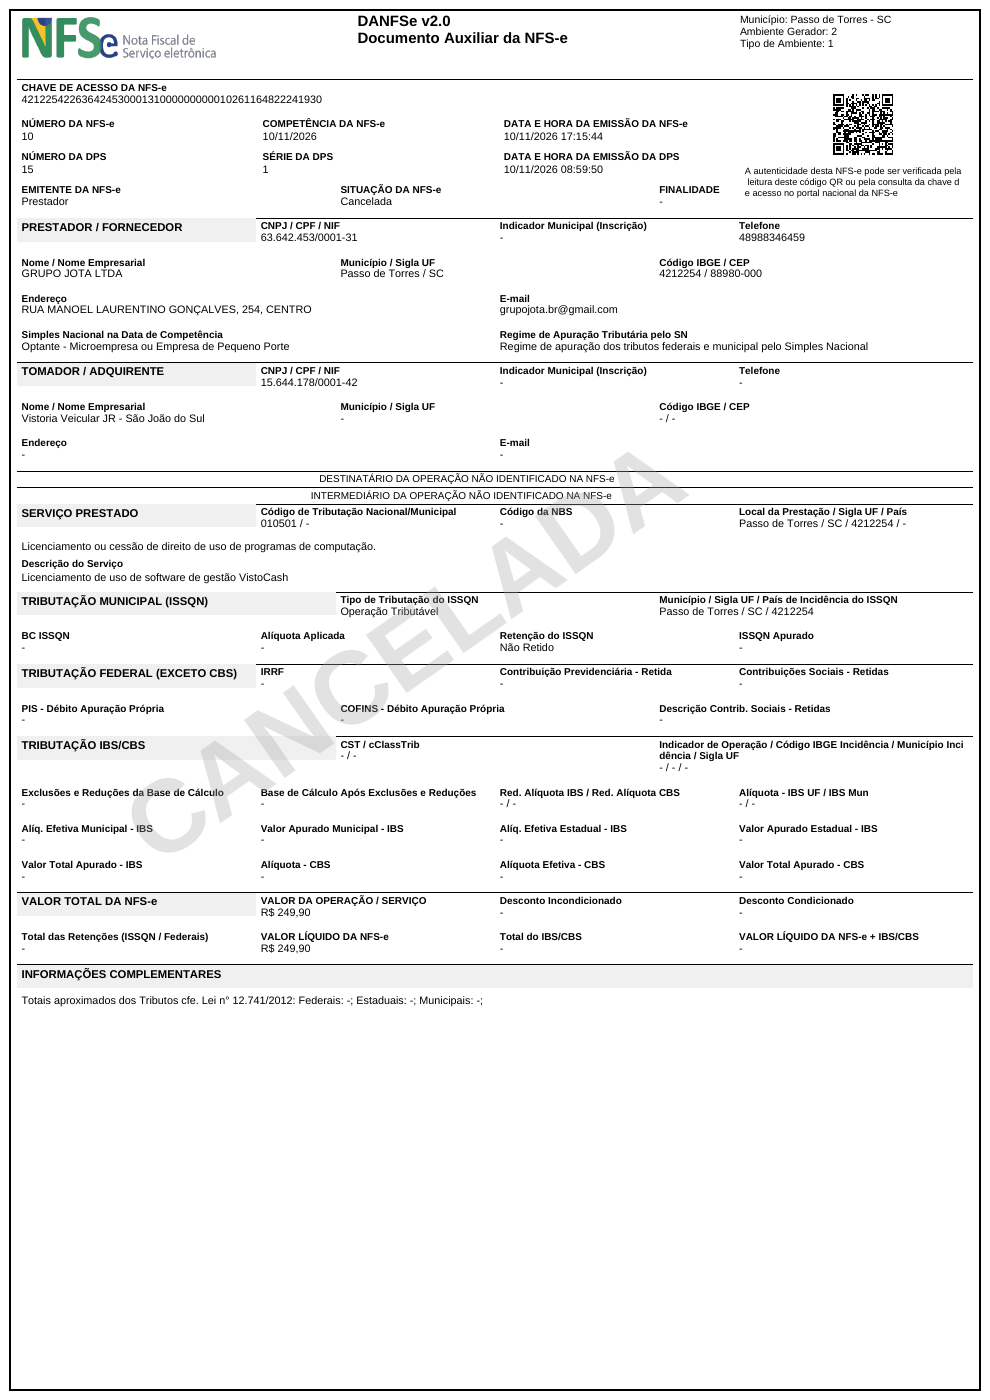 NFSe Nota Fiscal de
Serviço eletrônica
DANFSe v2.0
Documento Auxiliar da NFS-e
Município: Passo de Torres - SC
Ambiente Gerador: 2
Tipo de Ambiente: 1
CHAVE DE ACESSO DA NFS-e
42122542263642453000131000000000010261164822241930
NÚMERO DA NFS-e COMPETÊNCIA DA NFS-e DATA E HORA DA EMISSÃO DA NFS-e
10 10/11/2026 10/11/2026 17:15:44
NÚMERO DA DPS SÉRIE DA DPS DATA E HORA DA EMISSÃO DA DPS
15 1 10/11/2026 08:59:50
A autenticidade desta NFS-e pode ser verificada pela
leitura deste código QR ou pela consulta da chave d
e acesso no portal nacional da NFS-e
EMITENTE DA NFS-e SITUAÇÃO DA NFS-e FINALIDADE
Prestador Cancelada -
PRESTADOR / FORNECEDOR CNPJ / CPF / NIF Indicador Municipal (Inscrição) Telefone
63.642.453/0001-31 - 48988346459
Nome / Nome Empresarial Município / Sigla UF Código IBGE / CEP
GRUPO JOTA LTDA Passo de Torres / SC 4212254 / 88980-000
Endereço E-mail
RUA MANOEL LAURENTINO GONÇALVES, 254, CENTRO grupojota.br@gmail.com
Simples Nacional na Data de Competência Regime de Apuração Tributária pelo SN
Optante - Microempresa ou Empresa de Pequeno Porte Regime de apuração dos tributos federais e municipal pelo Simples Nacional
TOMADOR / ADQUIRENTE CNPJ / CPF / NIF Indicador Municipal (Inscrição) Telefone
15.644.178/0001-42 - -
Nome / Nome Empresarial Município / Sigla UF Código IBGE / CEP
Vistoria Veicular JR - São João do Sul - - / -
Endereço E-mail
- -
DESTINATÁRIO DA OPERAÇÃO NÃO IDENTIFICADO NA NFS-e
INTERMEDIÁRIO DA OPERAÇÃO NÃO IDENTIFICADO NA NFS-e
SERVIÇO PRESTADO Código de Tributação Nacional/Municipal Código da NBS Local da Prestação / Sigla UF / País
010501 / - - Passo de Torres / SC / 4212254 / -
Licenciamento ou cessão de direito de uso de programas de computação.
Descrição do Serviço
Licenciamento de uso de software de gestão VistoCash
TRIBUTAÇÃO MUNICIPAL (ISSQN) Tipo de Tributação do ISSQN Município / Sigla UF / País de Incidência do ISSQN
Operação Tributável Passo de Torres / SC / 4212254
BC ISSQN Alíquota Aplicada Retenção do ISSQN ISSQN Apurado
- - Não Retido -
TRIBUTAÇÃO FEDERAL (EXCETO CBS) IRRF Contribuição Previdenciária - Retida Contribuições Sociais - Retidas
- - -
PIS - Débito Apuração Própria COFINS - Débito Apuração Própria Descrição Contrib. Sociais - Retidas
- - -
TRIBUTAÇÃO IBS/CBS CST / cClassTrib Indicador de Operação / Código IBGE Incidência / Município Inci
dência / Sigla UF
- / - - / - / -
Exclusões e Reduções da Base de Cálculo Base de Cálculo Após Exclusões e Reduções Red. Alíquota IBS / Red. Alíquota CBS Alíquota - IBS UF / IBS Mun
- - - / - - / -
Alíq. Efetiva Municipal - IBS Valor Apurado Municipal - IBS Alíq. Efetiva Estadual - IBS Valor Apurado Estadual - IBS
- - - -
Valor Total Apurado - IBS Alíquota - CBS Alíquota Efetiva - CBS Valor Total Apurado - CBS
- - - -
VALOR TOTAL DA NFS-e VALOR DA OPERAÇÃO / SERVIÇO Desconto Incondicionado Desconto Condicionado
R$ 249,90 - -
Total das Retenções (ISSQN / Federais) VALOR LÍQUIDO DA NFS-e Total do IBS/CBS VALOR LÍQUIDO DA NFS-e + IBS/CBS
- R$ 249,90 - -
INFORMAÇÕES COMPLEMENTARES
Totais aproximados dos Tributos cfe. Lei n° 12.741/2012: Federais: -; Estaduais: -; Municipais: -;
CANCELADA